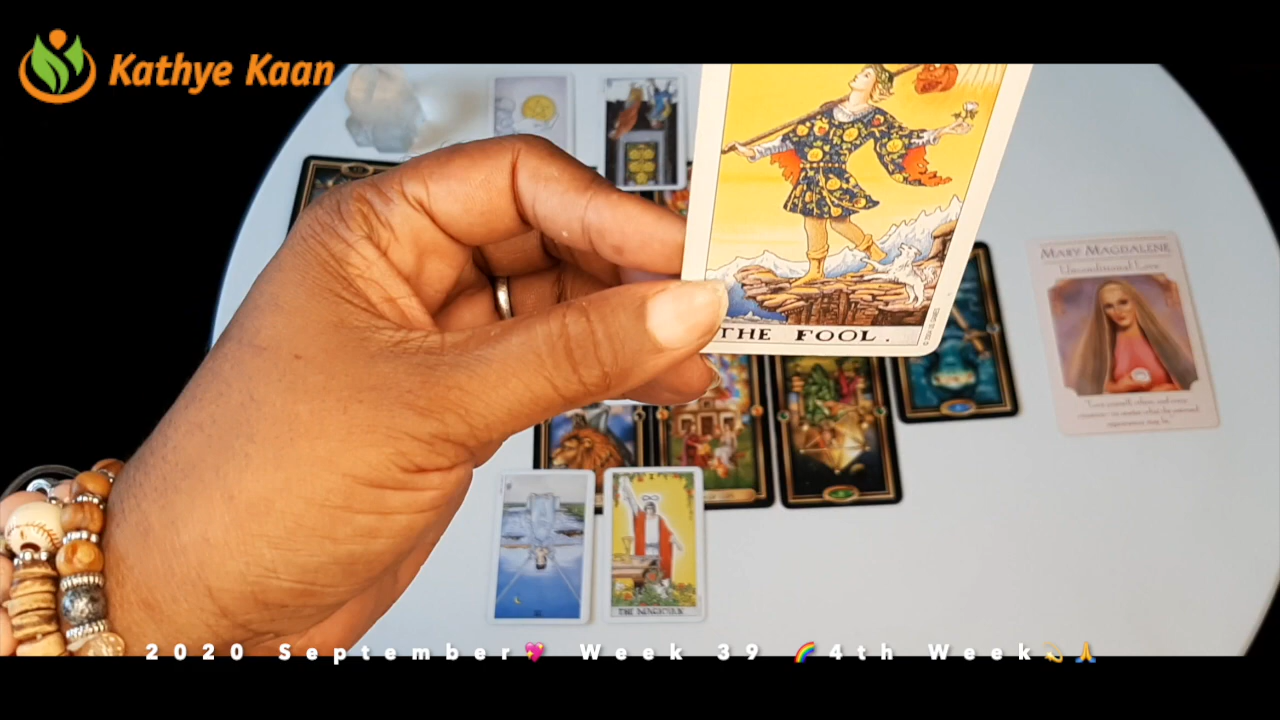 Kathye Kaan
THE FOOL.
MARY MAGDALENE
Unconditional Love
THE MAGICIAN
2020 September💖 Week 39 🌈4th Week💫🙏